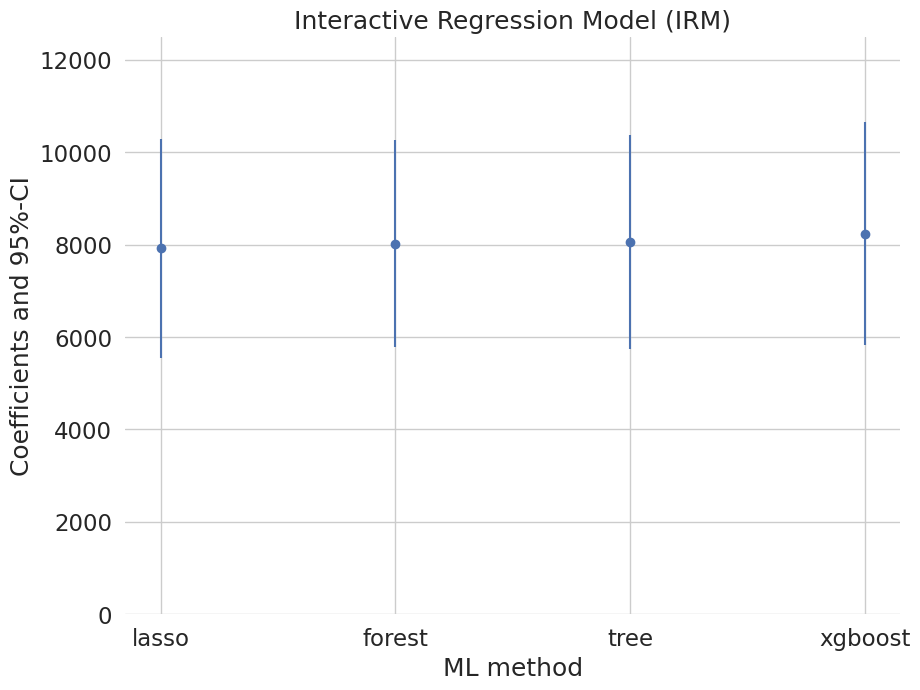 Interactive Regression Model (IRM)
Coefficients and 95%-CI
12000
10000
8000
6000
4000
2000
0
lasso forest tree xgboost
ML method